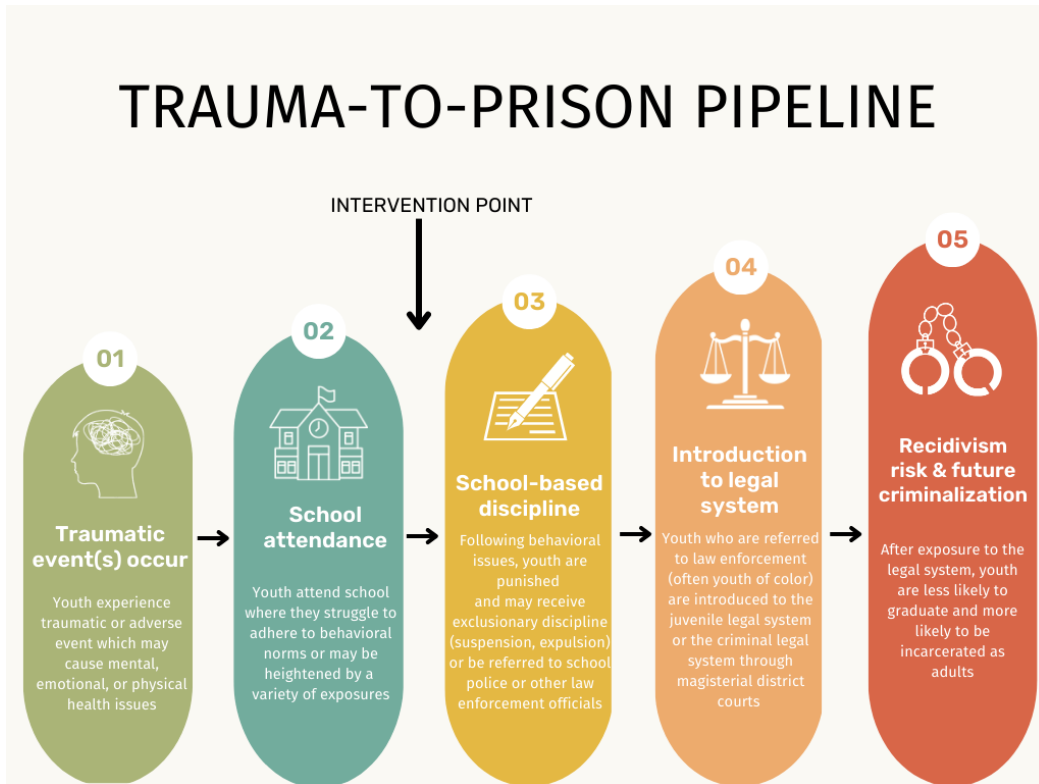 TRAUMA-TO-PRISON PIPELINE
INTERVENTION POINT
01
Traumatic
event(s) occur
Youth experience
traumatic or adverse
event which may
cause mental,
emotional, or physical
health issues
02
School
attendance
Youth attend school
where they struggle to
adhere to behavioral
norms or may be
heightened by a
variety of exposures
03
School-based
discipline
Following behavioral
issues, youth are
punished
and may receive
exclusionary discipline
(suspension, expulsion)
or be referred to school
police or other law
enforcement officials
04
Introduction
to legal
system
Youth who are referred
to law enforcement
(often youth of color)
are introduced to the
juvenile legal system
or the criminal legal
system through
magisterial district
courts
05
Recidivism
risk & future
criminalization
After exposure to the
legal system, youth
are less likely to
graduate and more
likely to be
incarcerated as
adults